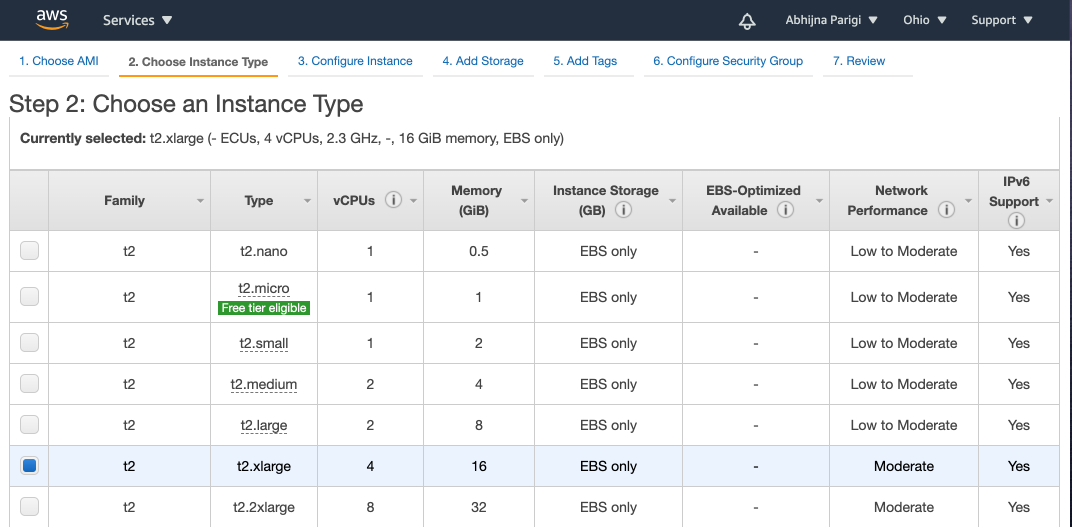 aws Services Abhijna Parigi Ohio Support
1. Choose AMI 2. Choose Instance Type 3. Configure Instance 4. Add Storage 5. Add Tags 6. Configure Security Group 7. Review
Step 2: Choose an Instance Type
Currently selected: t2.xlarge (- ECUs, 4 vCPUs, 2.3 GHz, -, 16 GiB memory, EBS only)
Family Type vCPUs Memory (GiB) Instance Storage (GB) EBS-Optimized Available Network Performance IPv6 Support
t2 t2.nano 1 0.5 EBS only - Low to Moderate Yes
t2 t2.micro Free tier eligible 1 1 EBS only - Low to Moderate Yes
t2 t2.small 1 2 EBS only - Low to Moderate Yes
t2 t2.medium 2 4 EBS only - Low to Moderate Yes
t2 t2.large 2 8 EBS only - Low to Moderate Yes
t2 t2.xlarge 4 16 EBS only - Moderate Yes
t2 t2.2xlarge 8 32 EBS only - Moderate Yes